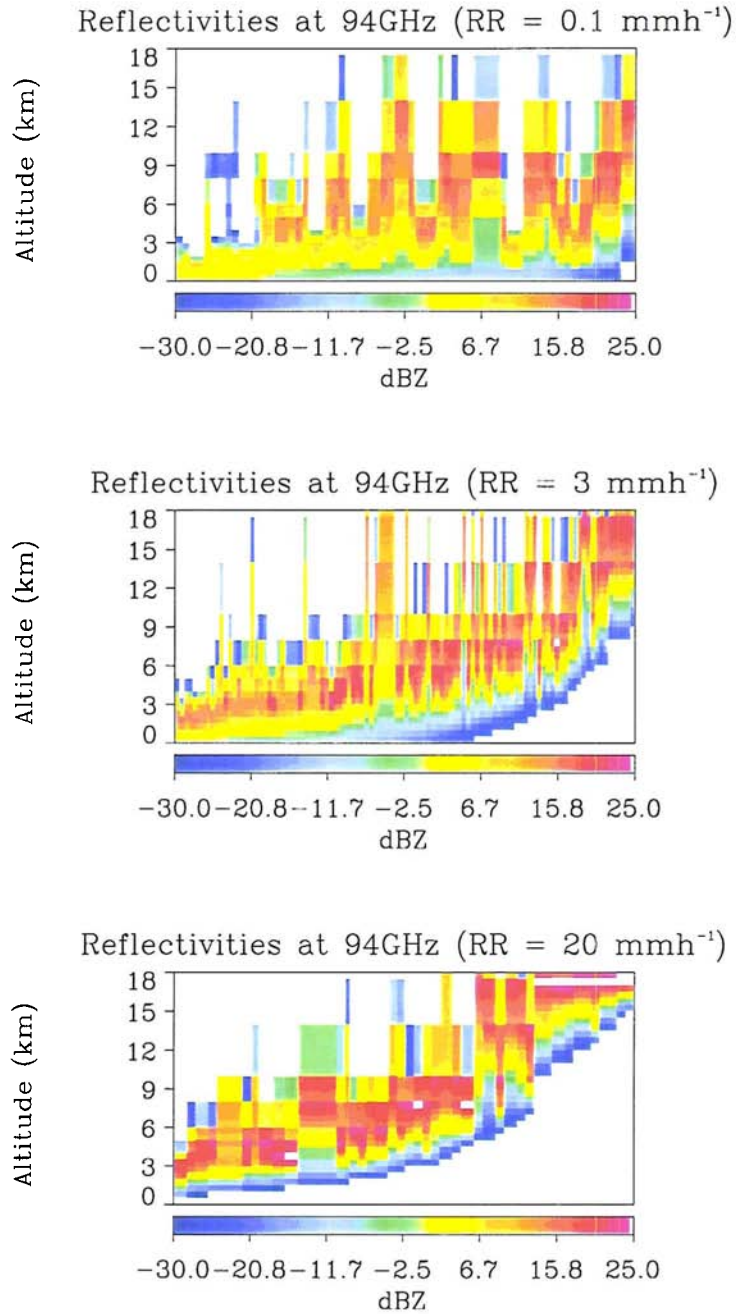 Reflectivities at 94GHz (RR = 0.1 mmh⁻¹)
Altitude (km)
18
15
12
9
6
3
0
−30.0 −20.8 −11.7 −2.5 6.7 15.8 25.0
dBZ
Reflectivities at 94GHz (RR = 3 mmh⁻¹)
Altitude (km)
18
15
12
9
6
3
0
−30.0 −20.8 −11.7 −2.5 6.7 15.8 25.0
dBZ
Reflectivities at 94GHz (RR = 20 mmh⁻¹)
Altitude (km)
18
15
12
9
6
3
0
−30.0 −20.8 −11.7 −2.5 6.7 15.8 25.0
dBZ